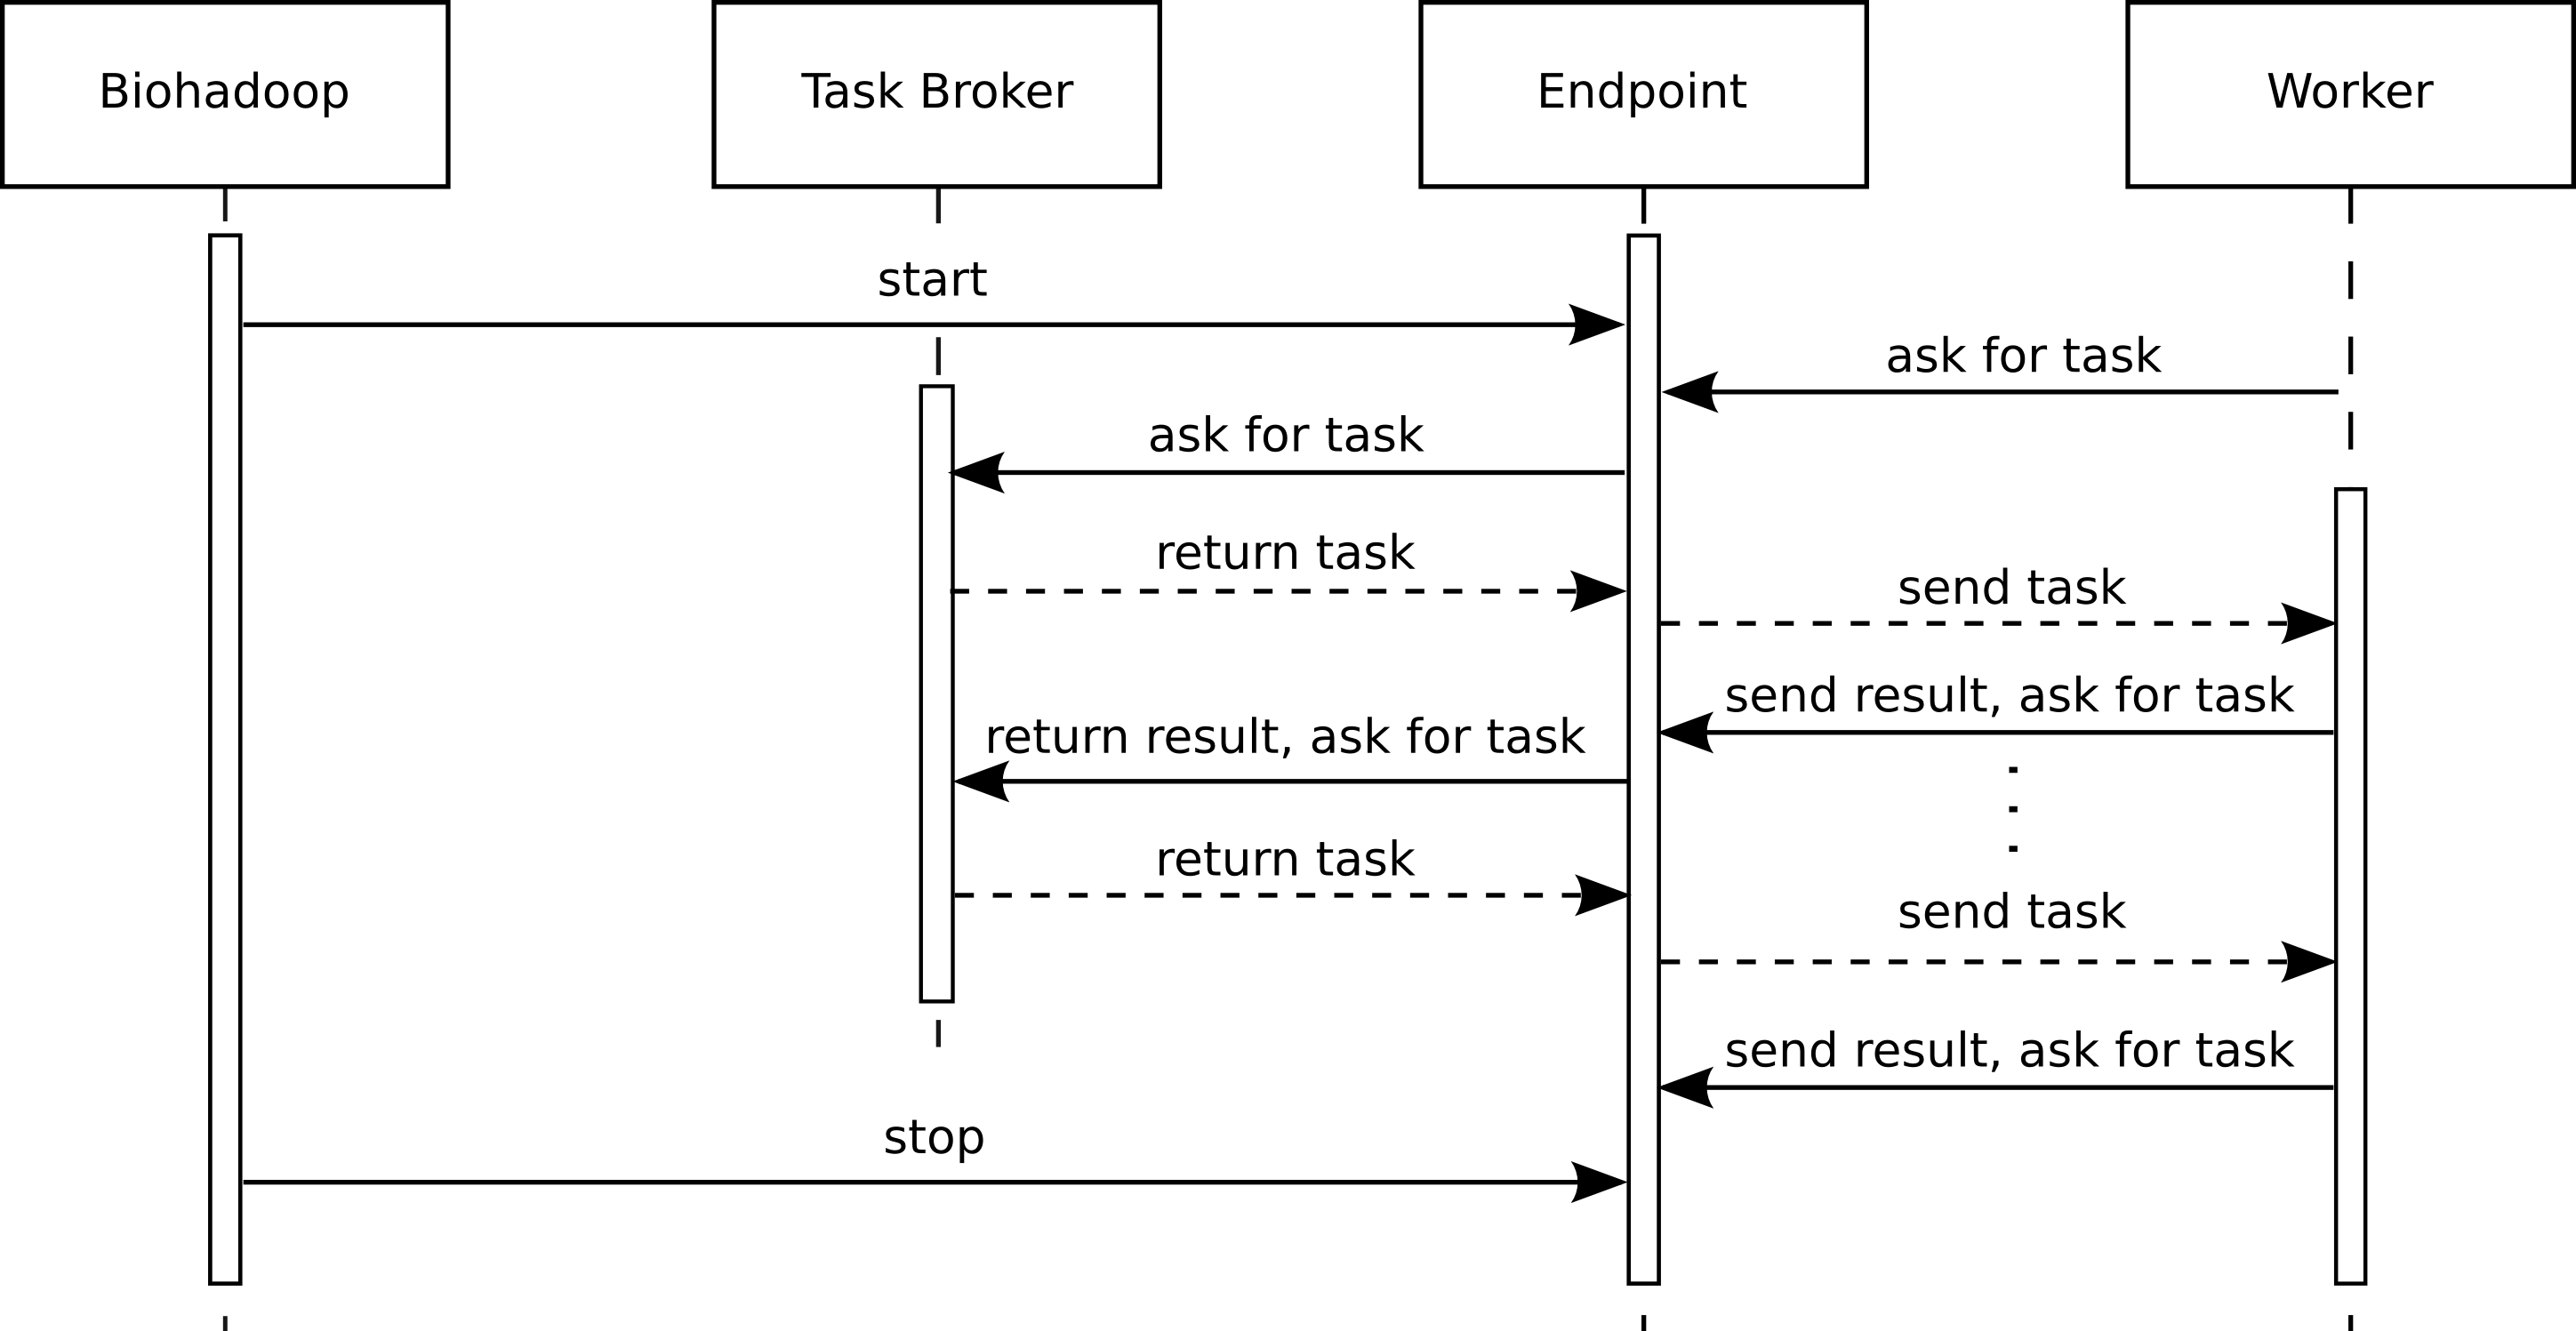 Biohadoop
Task Broker
Endpoint
Worker
start
ask for task
ask for task
return task
send task
send result, ask for task
return result, ask for task
return task
send task
send result, ask for task
stop